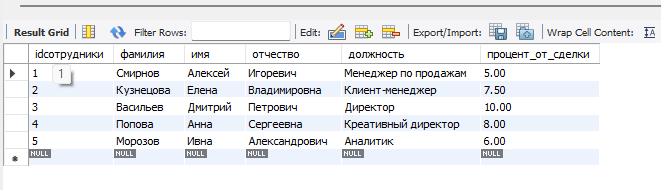 Result Grid Filter Rows: Edit: Export/Import: Wrap Cell Content: IA
idсотрудники фамилия имя отчество должность процент_от_сделки
1 1 Смирнов Алексей Игоревич Менеджер по продажам 5.00
2 Кузнецова Елена Владимировна Клиент-менеджер 7.50
3 Васильев Дмитрий Петрович Директор 10.00
4 Попова Анна Сергеевна Креативный директор 8.00
5 Морозов Ивна Александрович Аналитик 6.00
NULL NULL NULL NULL NULL NULL